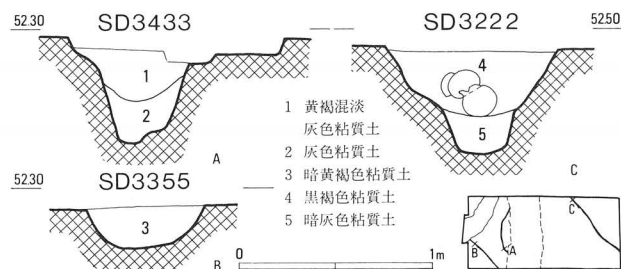 52.30 SD3433
SD3222 52.50
1
2
A
4
5
C
1 黄褐混淡
灰色粘質土
2 灰色粘質土
3 暗黄褐色粘質土
4 黒褐色粘質土
5 暗灰色粘質土
52.30 SD3355
3
B
0 1m
B A C